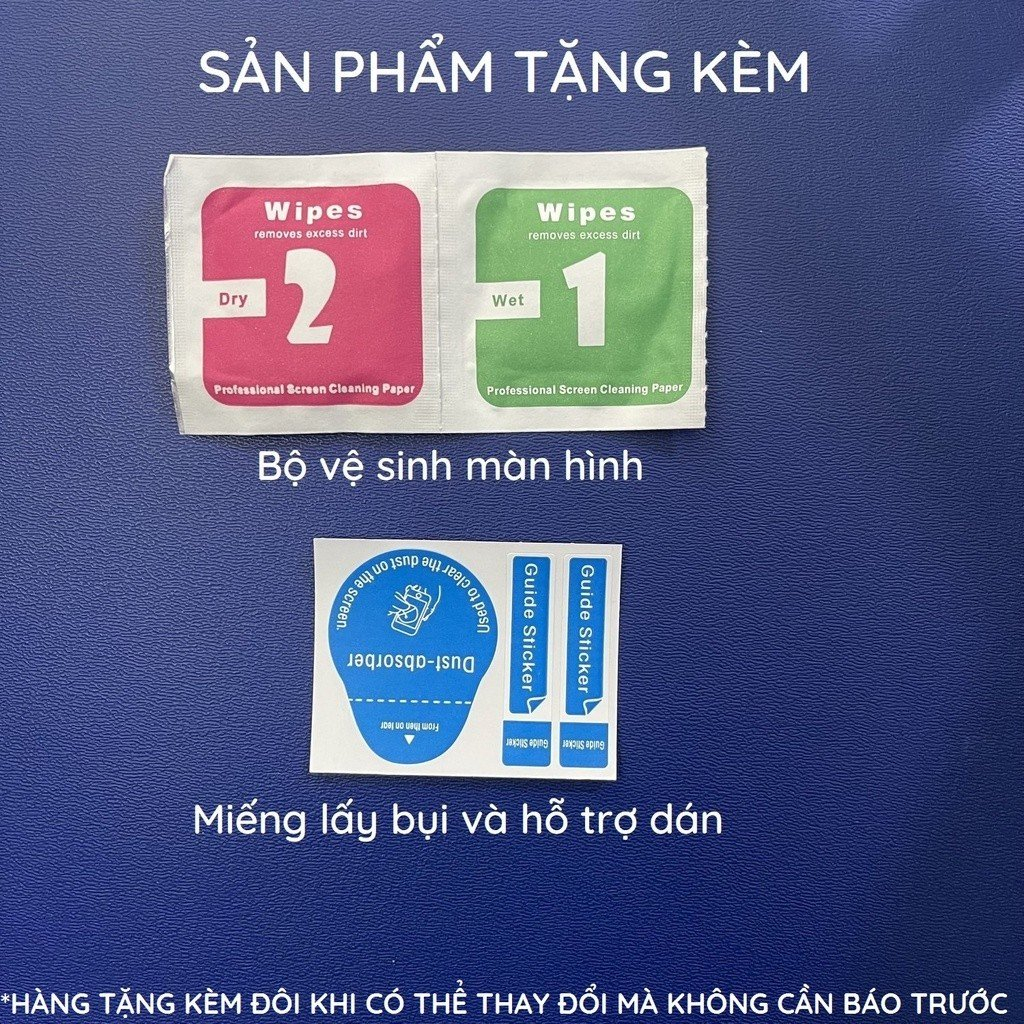 SẢN PHẨM TẶNG KÈM
Wipes
removes excess dirt
Dry
2
Professional Screen Cleaning Paper
Wipes
removes excess dirt
Wet
1
Professional Screen Cleaning Paper
Bộ vệ sinh màn hình
Used to clear the dust on the screen.
Dust-absorber
From then on tear
Guide Sticker
Guide Sticker
Guide Sticker
Guide Sticker
Miếng lấy bụi và hỗ trợ dán
*HÀNG TẶNG KÈM ĐÔI KHI CÓ THỂ THAY ĐỔI MÀ KHÔNG CẦN BÁO TRƯỚC